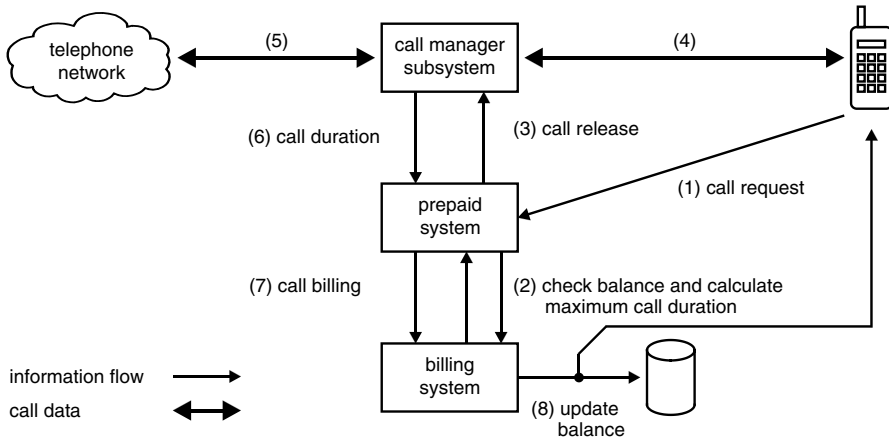 telephone
network
(5)
call manager
subsystem
(4)
(6) call duration
(3) call release
(1) call request
prepaid
system
(7) call billing
(2) check balance and calculate
maximum call duration
billing
system
(8) update
balance
information flow
call data